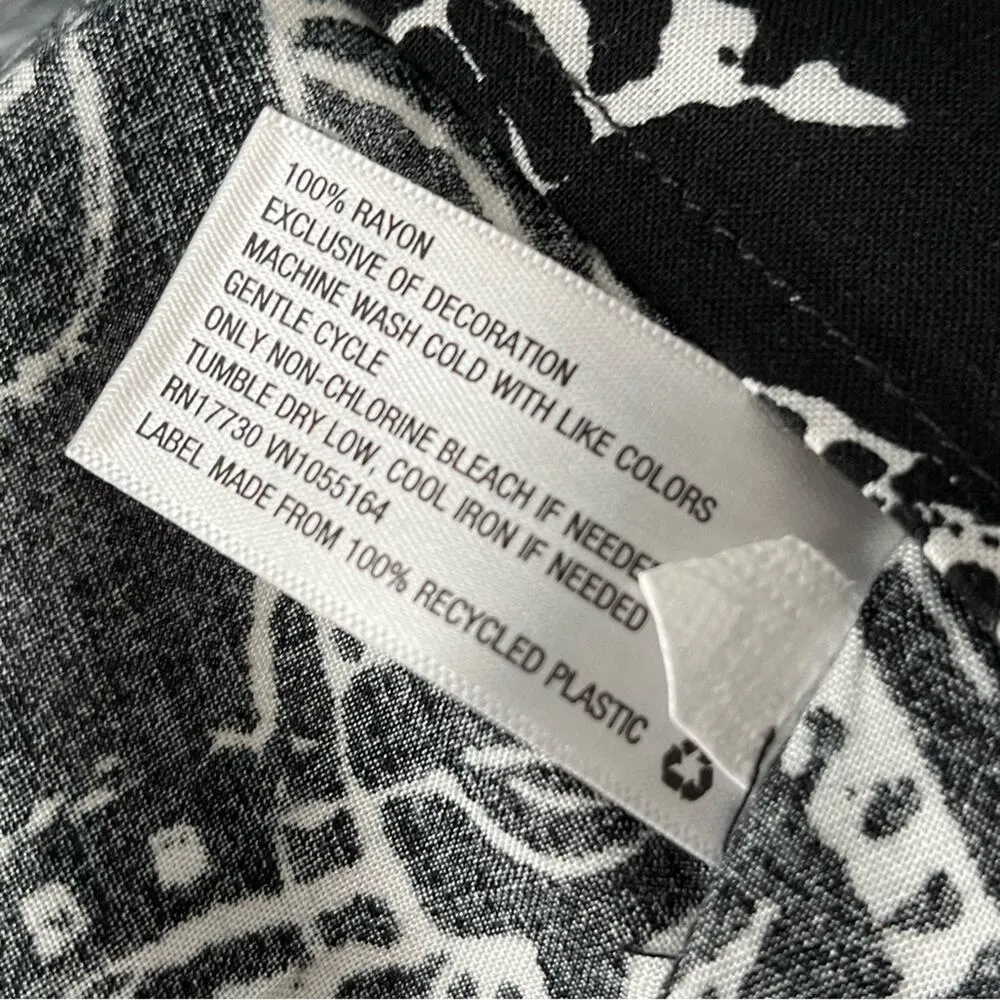 100% RAYON
EXCLUSIVE OF DECORATION
MACHINE WASH COLD WITH LIKE COLORS
GENTLE CYCLE
ONLY NON-CHLORINE BLEACH IF NEEDED
TUMBLE DRY LOW, COOL IRON IF NEEDED
RN17730 VN1055164
LABEL MADE FROM 100% RECYCLED PLASTIC